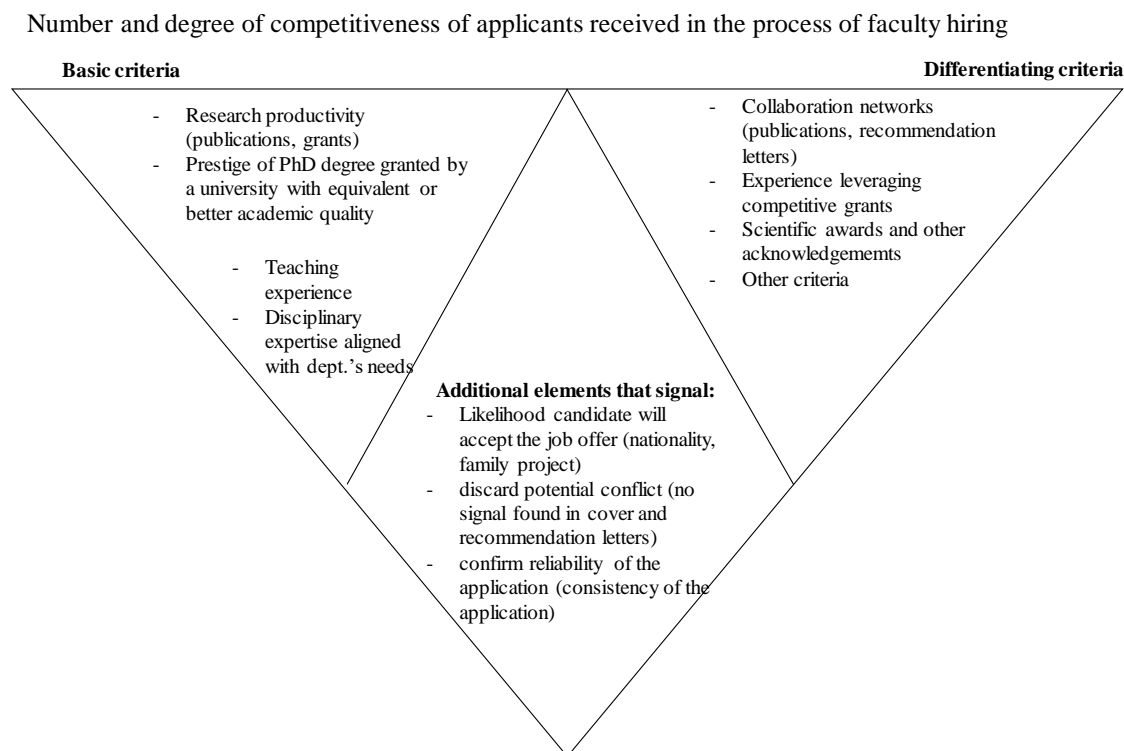 Number and degree of competitiveness of applicants received in the process of faculty hiring
Basic criteria
- Research productivity
(publications, grants)
- Prestige of PhD degree granted by
a university with equivalent or
better academic quality
- Teaching
experience
- Disciplinary
expertise aligned
with dept.'s needs
Differentiating criteria
- Collaboration networks
(publications, recommendation
letters)
- Experience leveraging
competitive grants
- Scientific awards and other
acknowledgememts
- Other criteria
Additional elements that signal:
- Likelihood candidate will
accept the job offer (nationality,
family project)
- discard potential conflict (no
signal found in cover and
recommendation letters)
- confirm reliability of the
application (consistency of the
application)